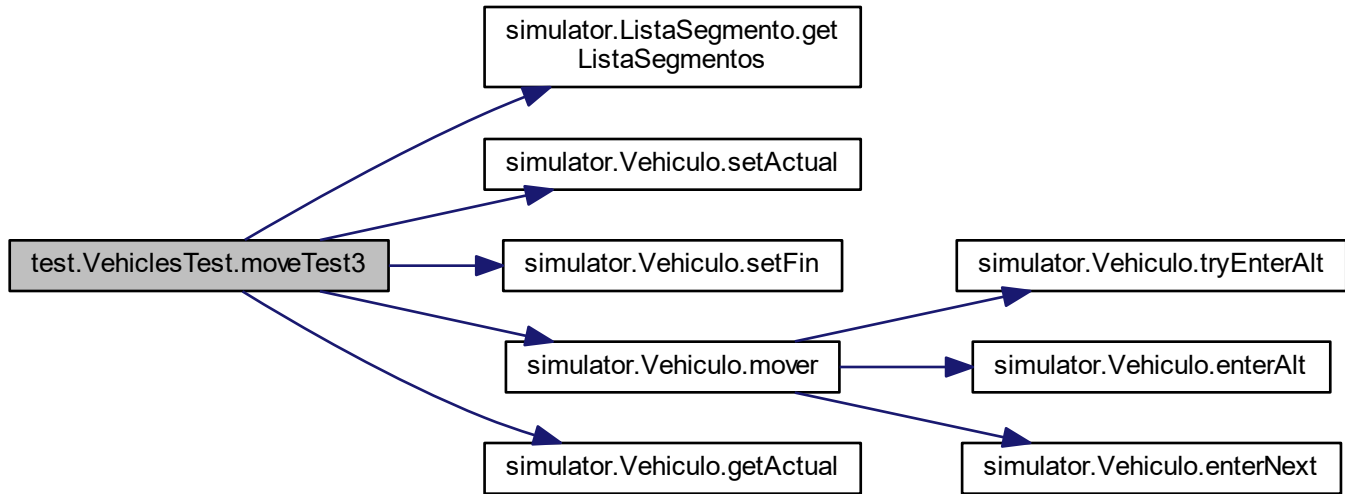 simulator.ListaSegmento.get
ListaSegmentos
simulator.Vehiculo.setActual
test.VehiclesTest.moveTest3
simulator.Vehiculo.setFin
simulator.Vehiculo.tryEnterAlt
simulator.Vehiculo.mover
simulator.Vehiculo.enterAlt
simulator.Vehiculo.getActual
simulator.Vehiculo.enterNext